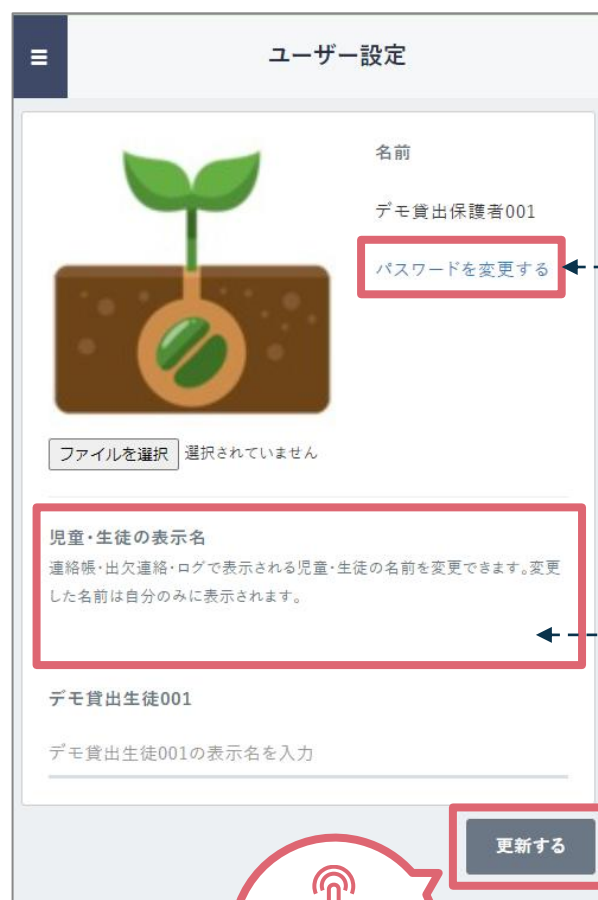 ユーザー設定
名前
デモ貸出保護者001
パスワードを変更する
ファイルを選択 選択されていません
児童・生徒の表示名
連絡帳・出欠連絡・ログで表示される児童・生徒の名前を変更できます。変更
した名前は自分のみに表示されます。
デモ貸出生徒001
デモ貸出生徒001の表示名を入力
更新する